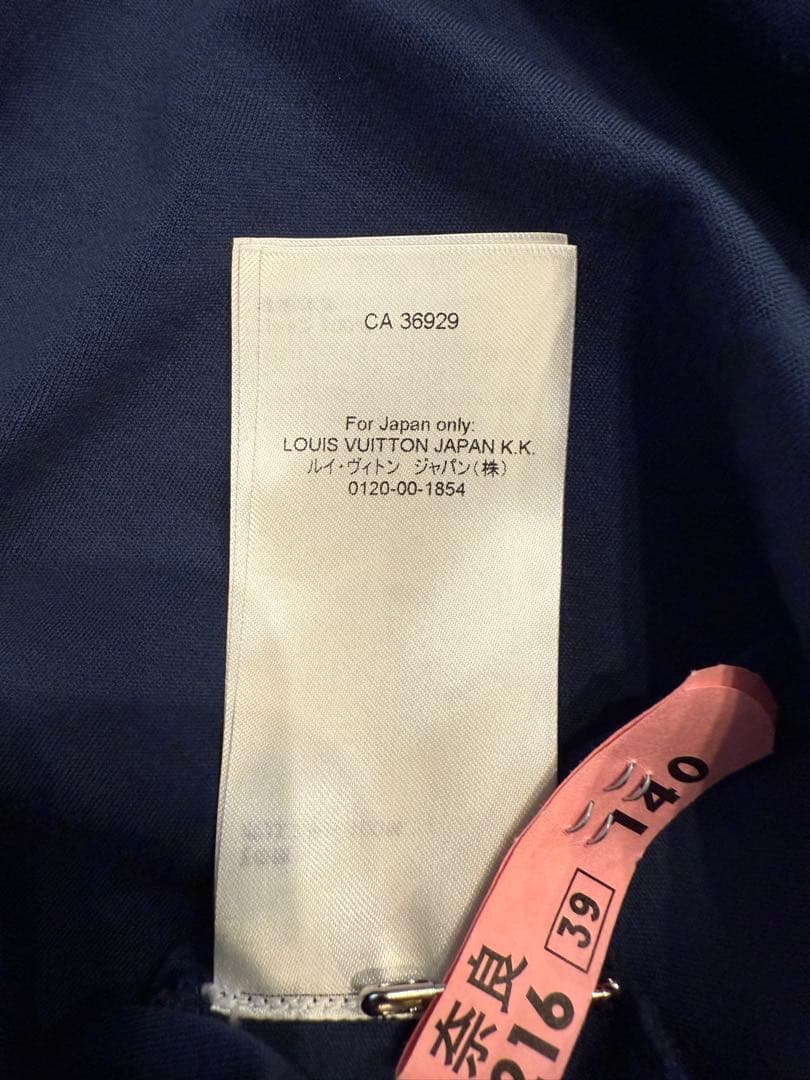 CA 36929
For Japan only:
LOUIS VUITTON JAPAN K.K.
ルイ・ヴィトン ジャパン(株)
0120-00-1854
140
39
奈良
216